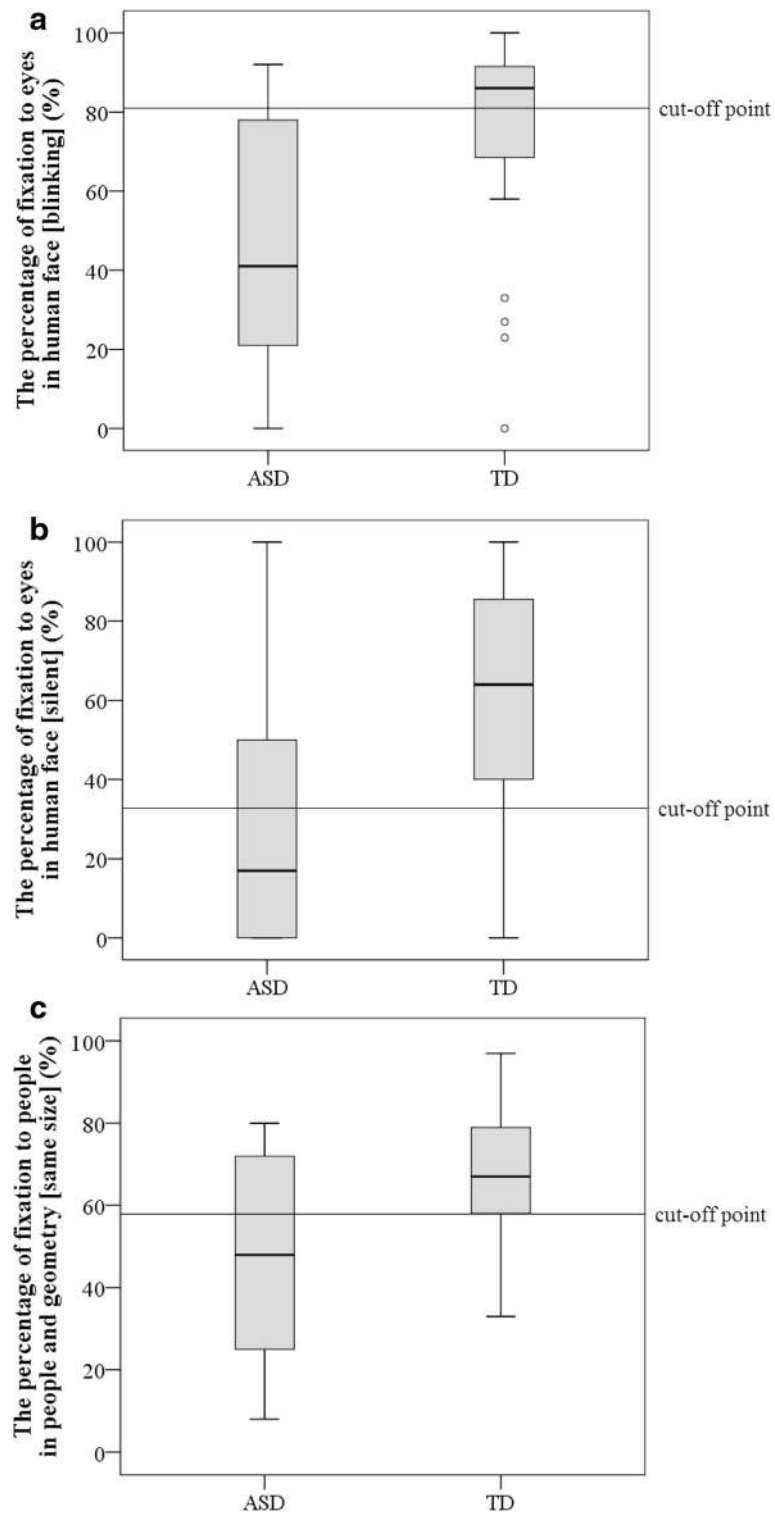 a
The percentage of fixation to eyes
in human face [blinking] (%)
100
80
60
40
20
0
cut-off point
ASD
TD
b
The percentage of fixation to eyes
in human face [silent] (%)
100
80
60
40
20
0
cut-off point
ASD
TD
c
The percentage of fixation to people
in people and geometry [same size] (%)
100
80
60
40
20
0
cut-off point
ASD
TD